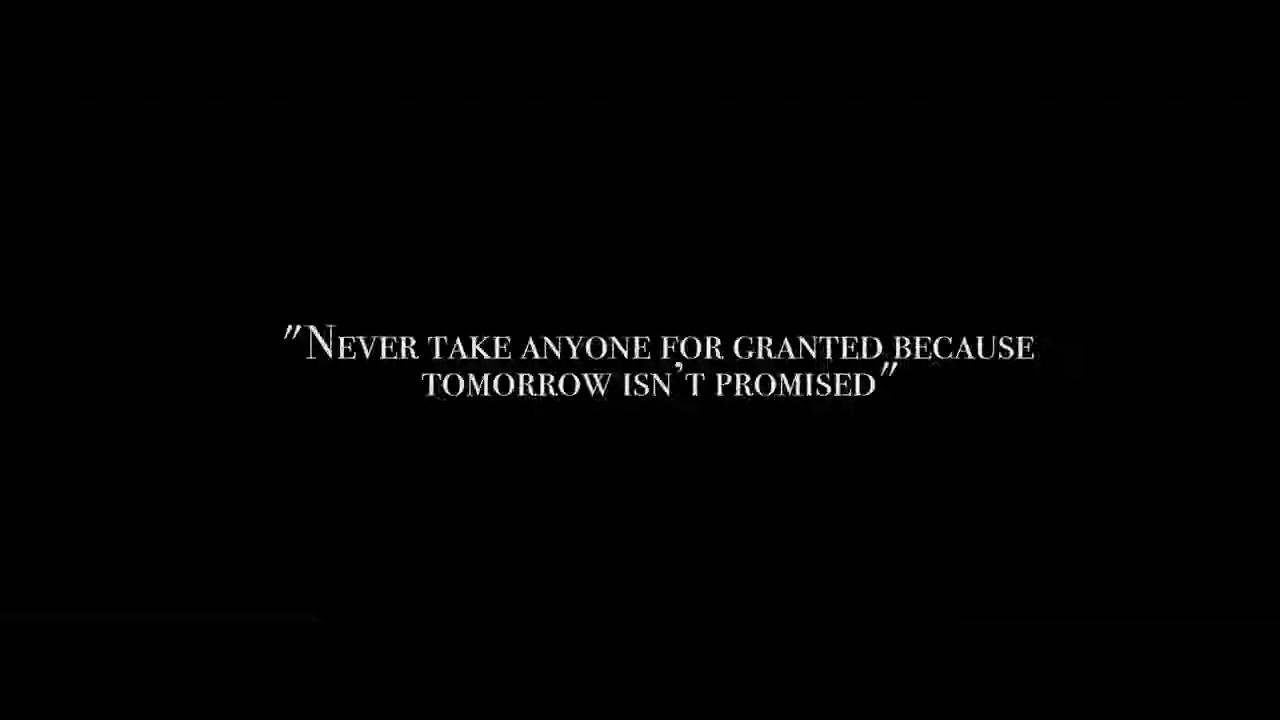 "Never take anyone for granted because
tomorrow isn't promised"